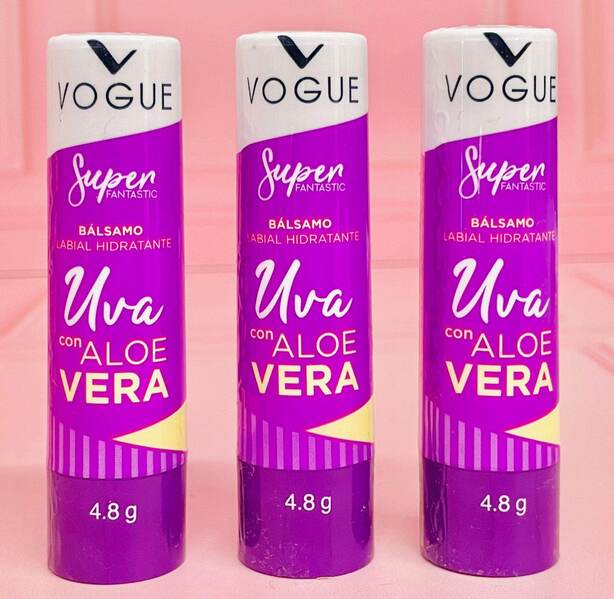 VOGUE
Super
FANTASTIC
BÁLSAMO
LABIAL HIDRATANTE
Uva
con ALOE
VERA
4.8 g
VOGUE
Super
FANTASTIC
BÁLSAMO
LABIAL HIDRATANTE
Uva
con ALOE
VERA
4.8 g
VOGUE
Super
FANTASTIC
BÁLSAMO
LABIAL HIDRATANTE
Uva
con ALOE
VERA
4.8 g